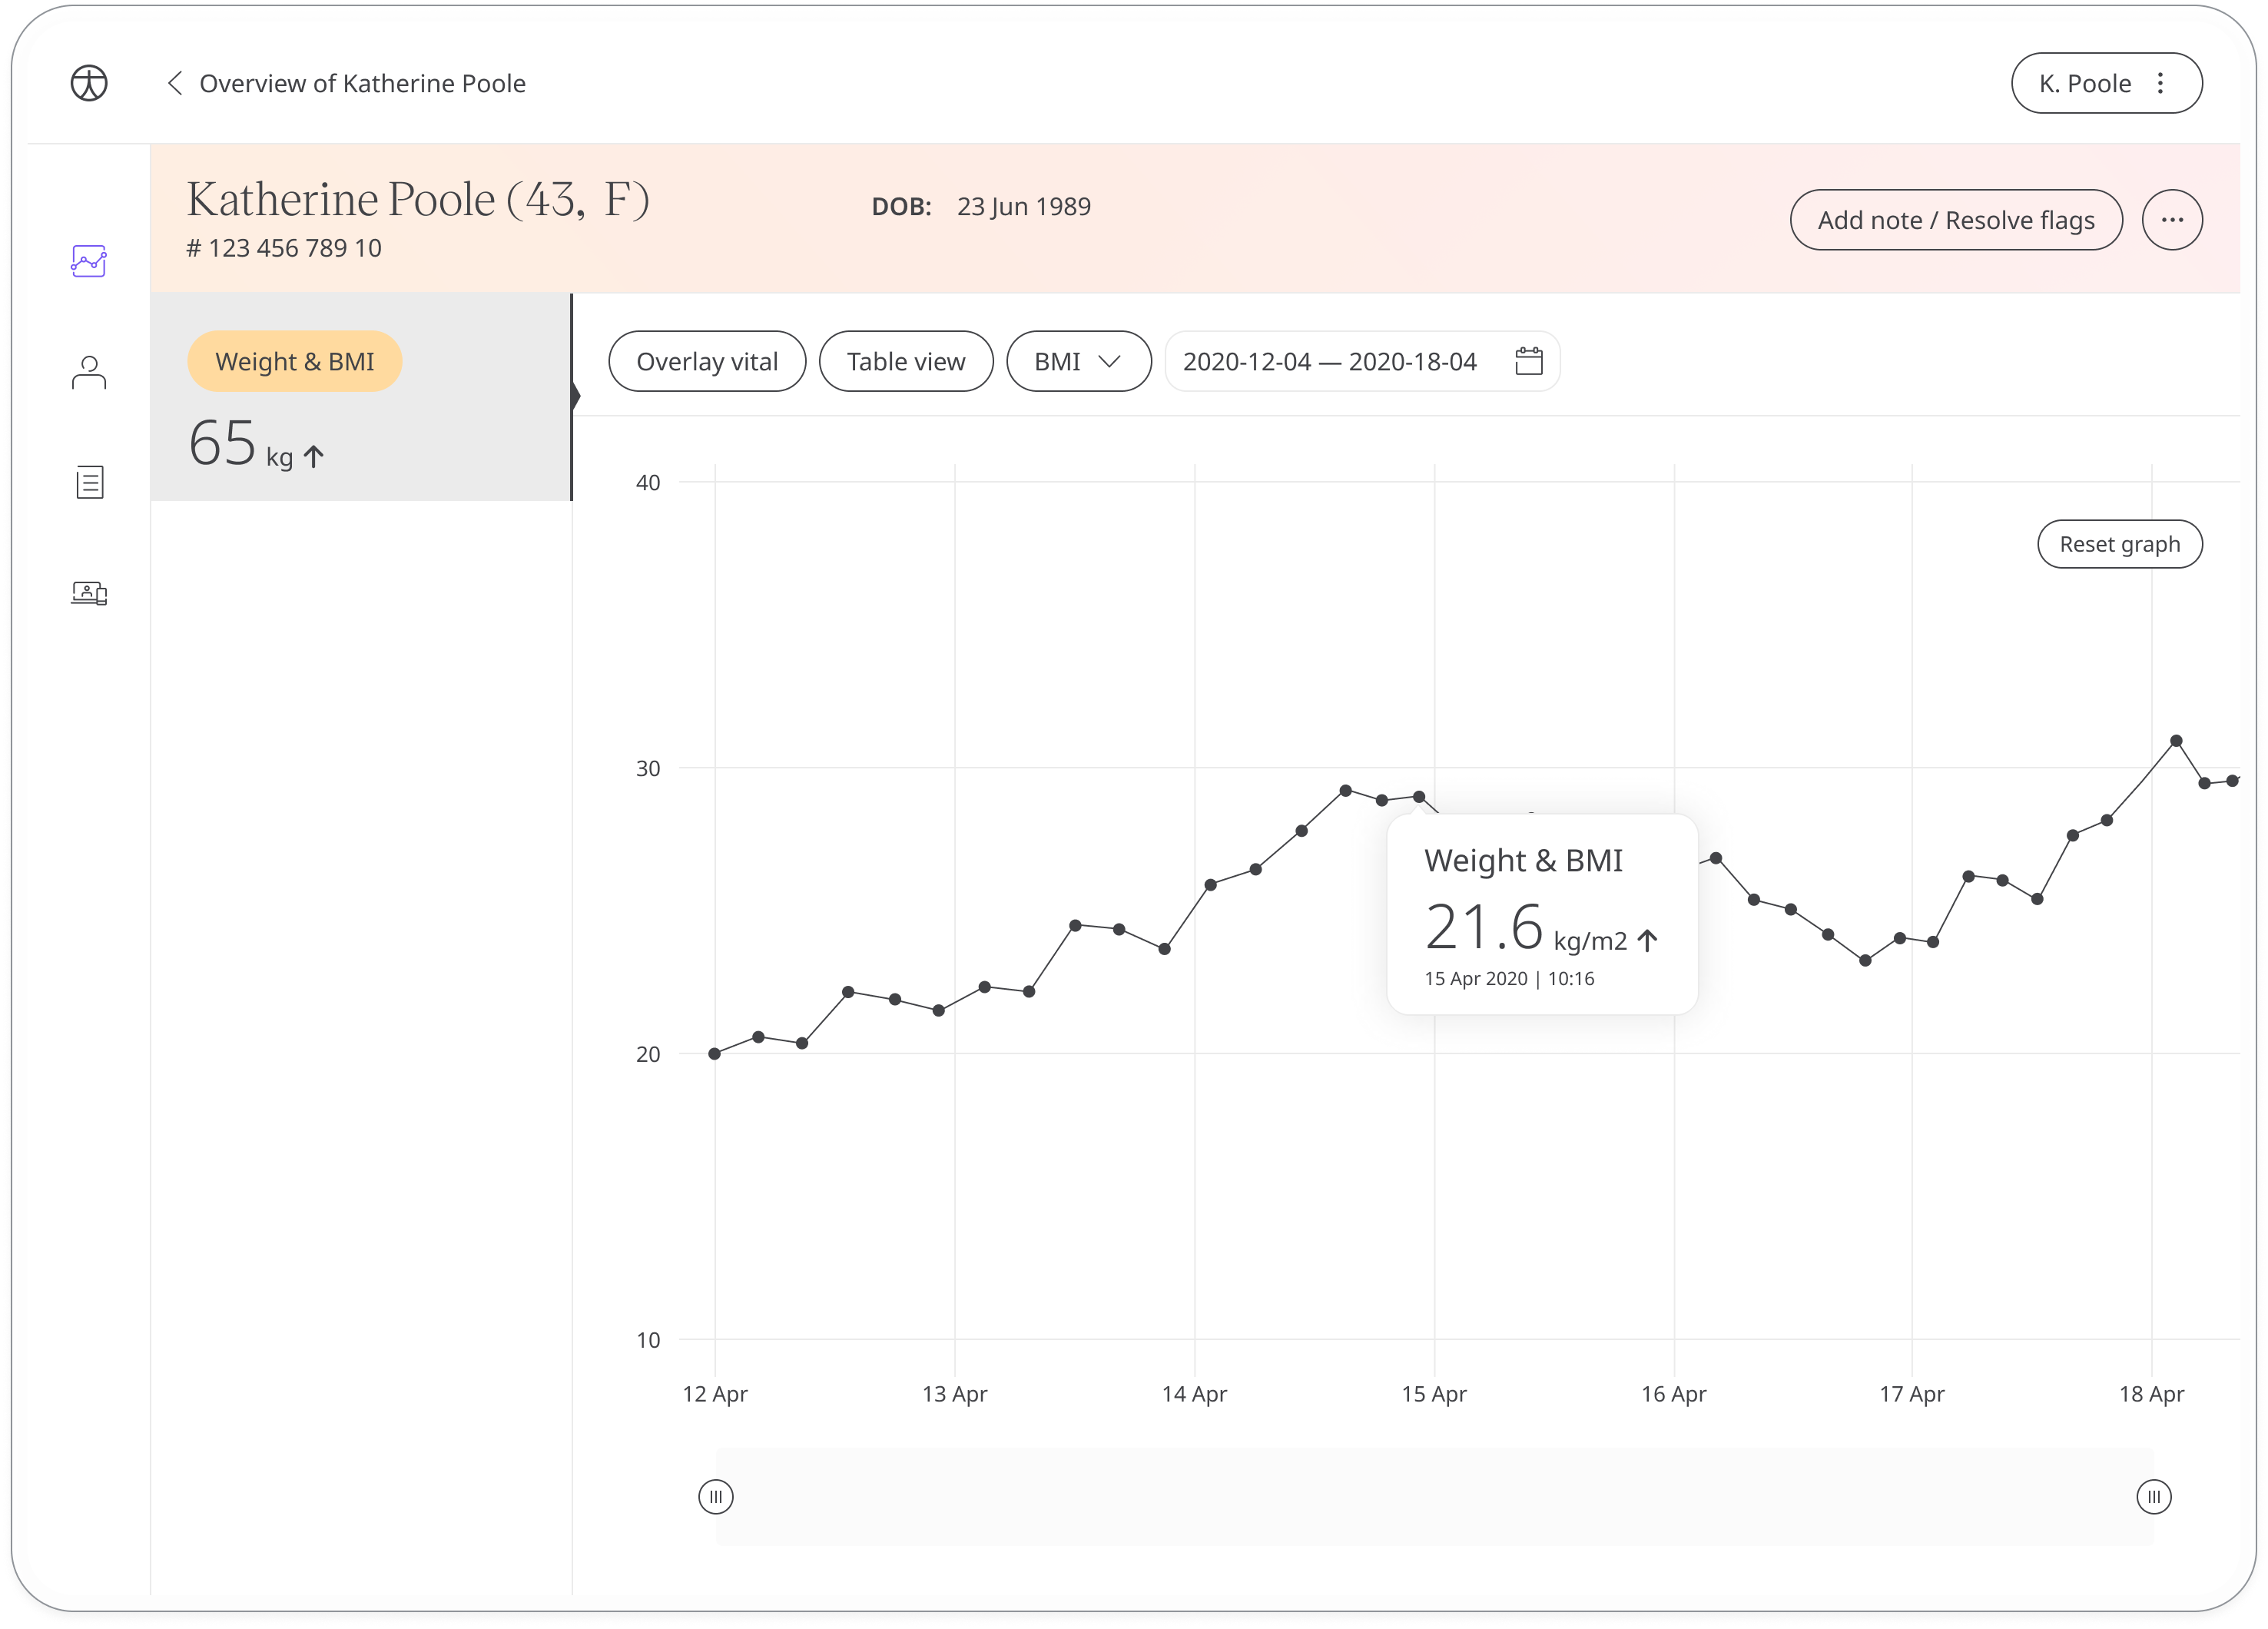 Overview of Katherine Poole
K. Poole
Katherine Poole (43, F)
# 123 456 789 10
DOB: 23 Jun 1989
Add note / Resolve flags
Weight & BMI
65 kg
Overlay vital
Table view
BMI
2020-12-04 — 2020-18-04
40
Reset graph
30
Weight & BMI
21.6 kg/m2
15 Apr 2020 | 10:16
20
10
12 Apr
13 Apr
14 Apr
15 Apr
16 Apr
17 Apr
18 Apr